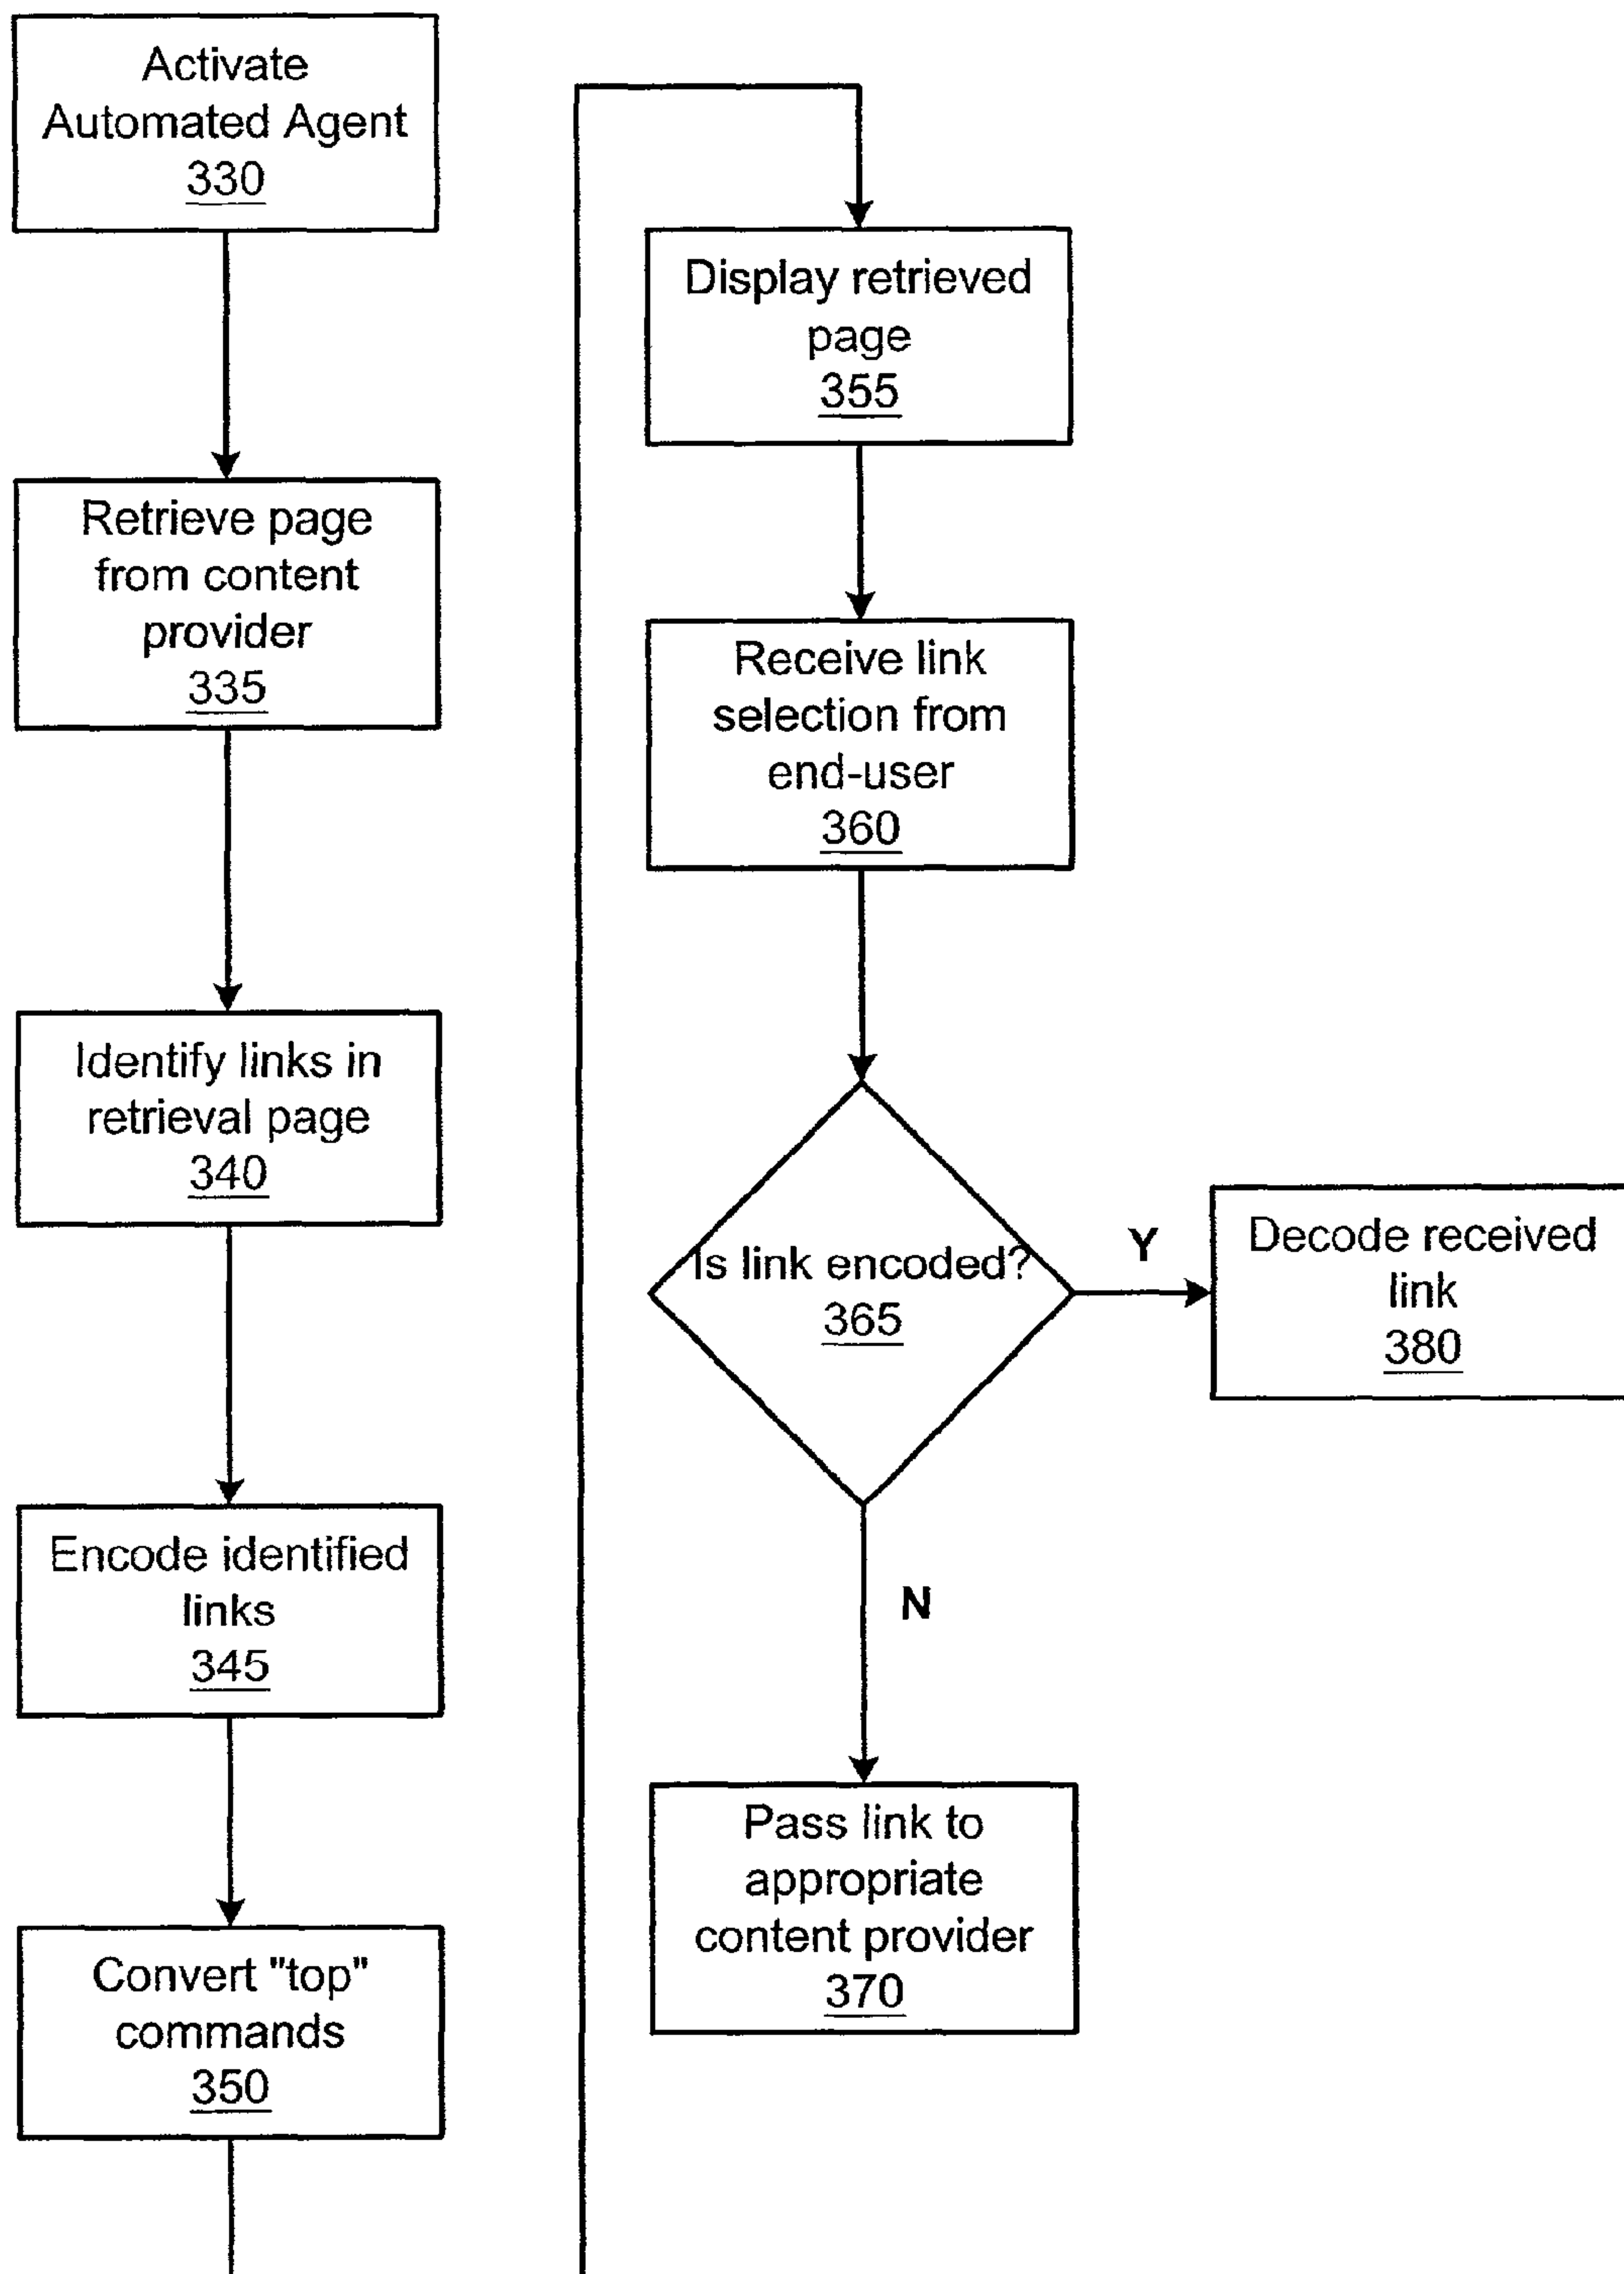 Activate
Automated Agent
330
Retrieve page
from content
provider
335
Identify links in
retrieval page
340
Encode identified
links
345
Convert "top"
commands
350
Display retrieved
page
355
Receive link
selection from
end-user
360
Is link encoded?
365
Y
Decode received
link
380
N
Pass link to
appropriate
content provider
370